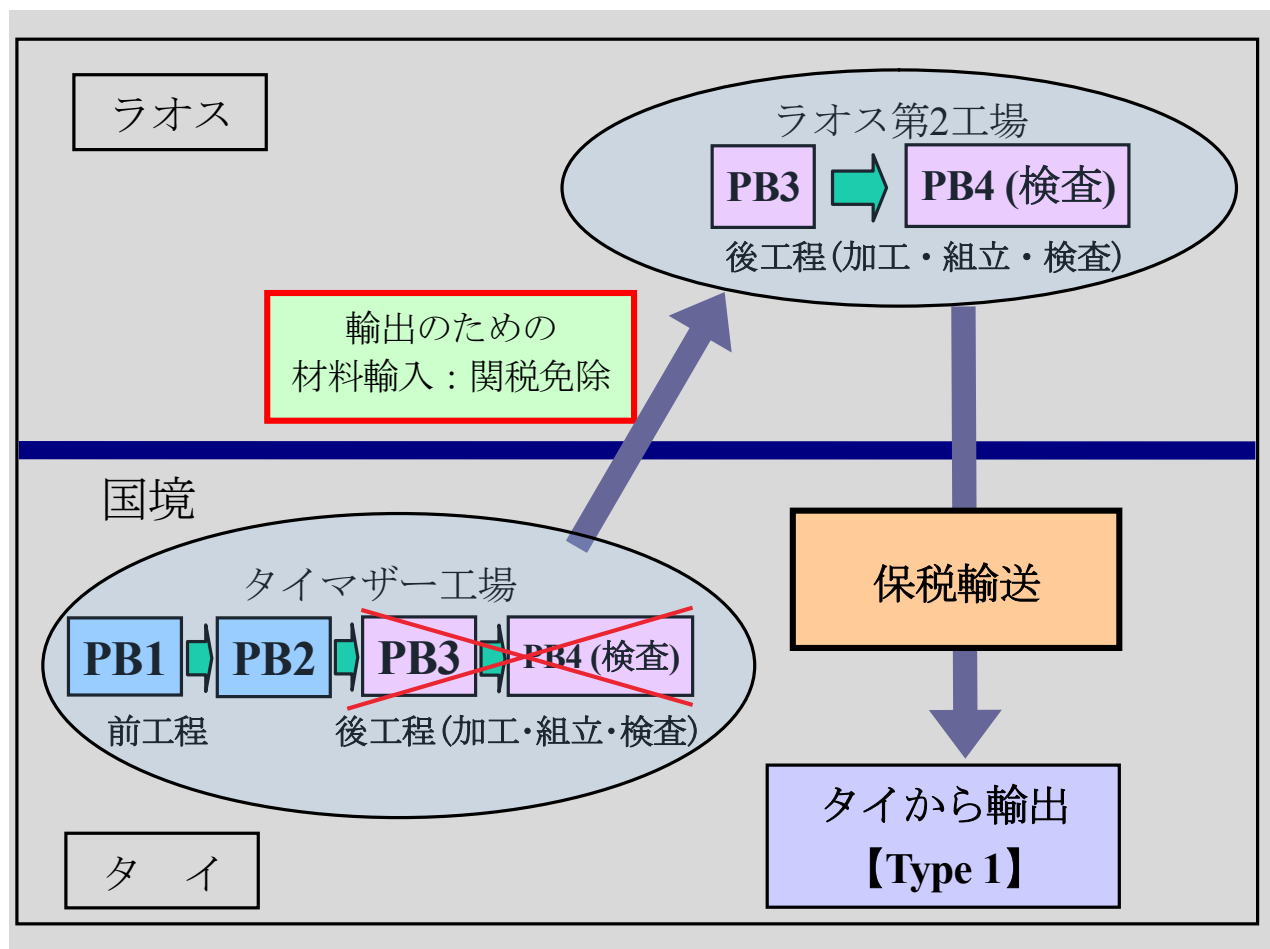 ラオス
ラオス第2工場
PB3
PB4 (検査)
後工程(加工・組立・検査)
輸出のための
材料輸入：関税免除
国境
タイマザー工場
PB1
PB2
PB3
PB4 (検査)
前工程
後工程(加工・組立・検査)
保税輸送
タイから輸出
【Type 1】
タ　イ